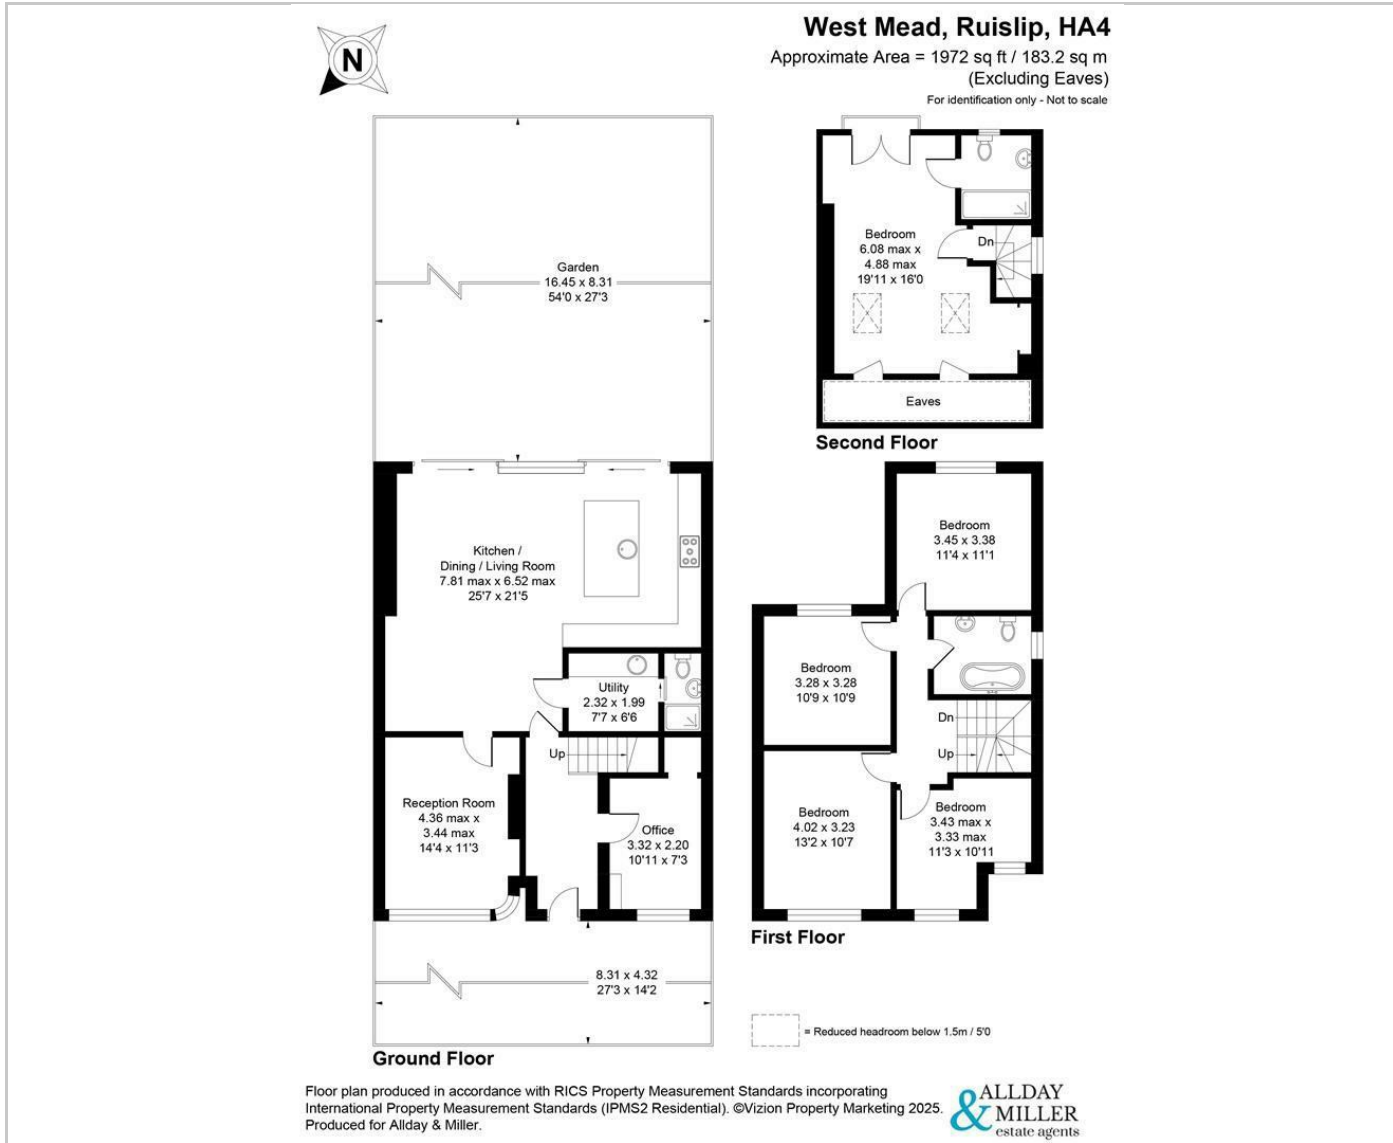 N
West Mead, Ruislip, HA4
Approximate Area = 1972 sq ft / 183.2 sq m
(Excluding Eaves)
For identification only - Not to scale
Garden
16.45 x 8.31
54'0 x 27'3
Kitchen /
Dining / Living Room
7.81 max x 6.52 max
25'7 x 21'5
Utility
2.32 x 1.99
7'7 x 6'6
Up
Reception Room
4.36 max x
3.44 max
14'4 x 11'3
Office
3.32 x 2.20
10'11 x 7'3
8.31 x 4.32
27'3 x 14'2
Ground Floor
Bedroom
6.08 max x
4.88 max
19'11 x 16'0
Dn
Eaves
Second Floor
Bedroom
3.45 x 3.38
11'4 x 11'1
Bedroom
3.28 x 3.28
10'9 x 10'9
Dn
Up
Bedroom
4.02 x 3.23
13'2 x 10'7
Bedroom
3.43 max x
3.33 max
11'3 x 10'11
First Floor
= Reduced headroom below 1.5m / 5'0
Floor plan produced in accordance with RICS Property Measurement Standards incorporating
International Property Measurement Standards (IPMS2 Residential). ©Vizion Property Marketing 2025.
Produced for Allday & Miller.
ALLDAY
& MILLER
estate agents